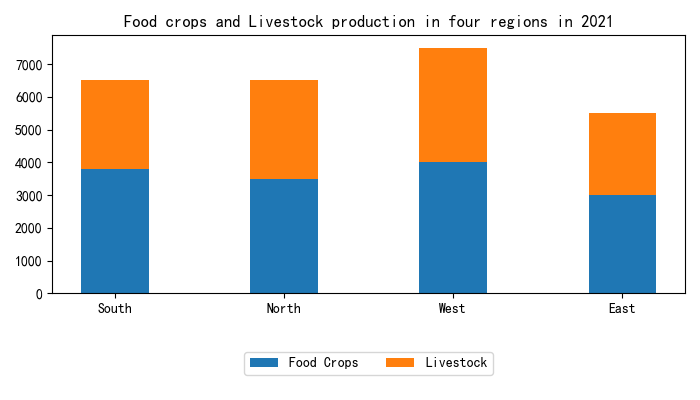 Food crops and Livestock production in four regions in 2021
7000
6000
5000
4000
3000
2000
1000
0
South North West East
Food Crops Livestock